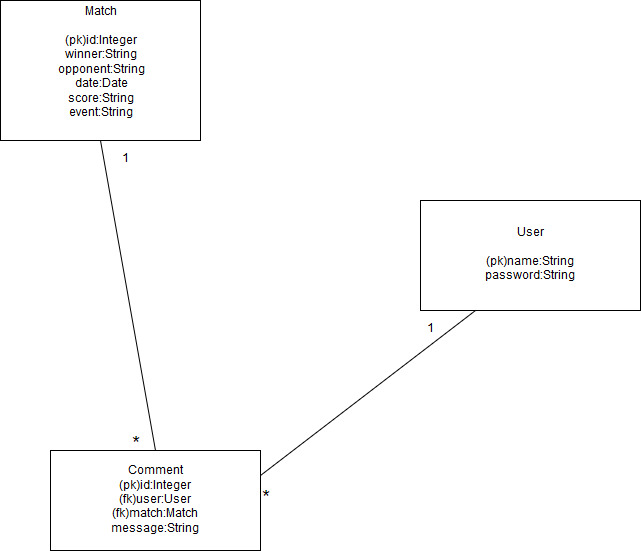 Match
(pk)id:Integer
winner:String
opponent:String
date:Date
score:String
event:String
1
User
(pk)name:String
password:String
1
*
Comment
(pk)id:Integer
(fk)user:User
(fk)match:Match
message:String
*